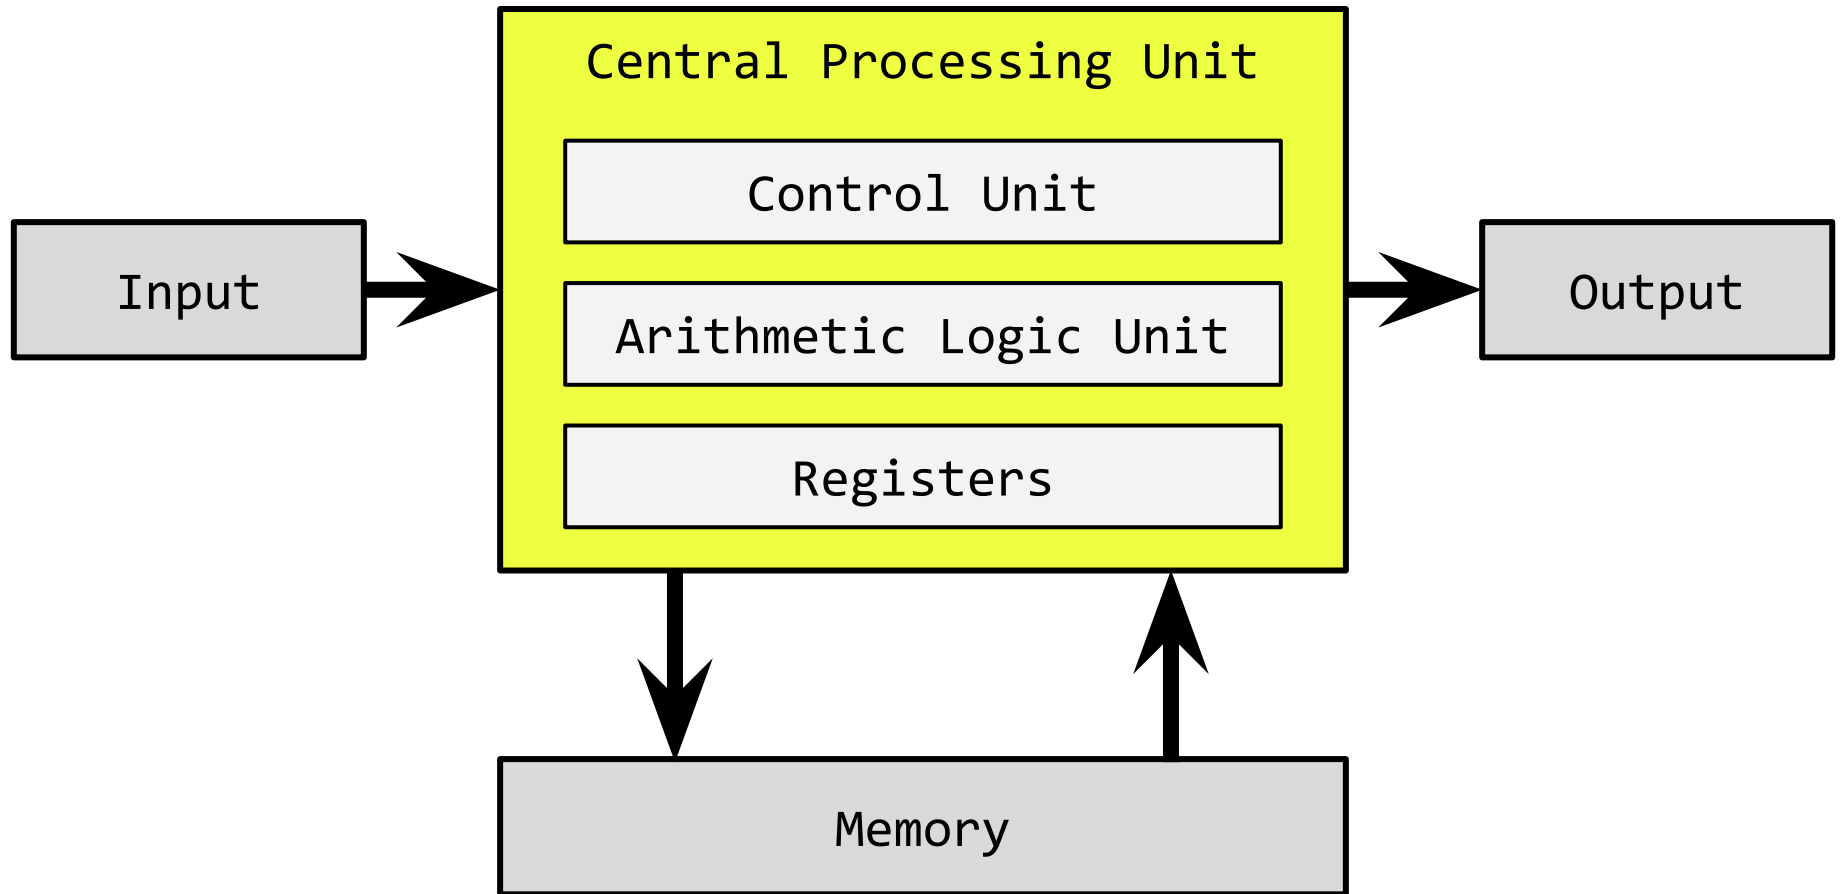 Central Processing Unit
Control Unit
Input
Arithmetic Logic Unit
Output
Registers
Memory